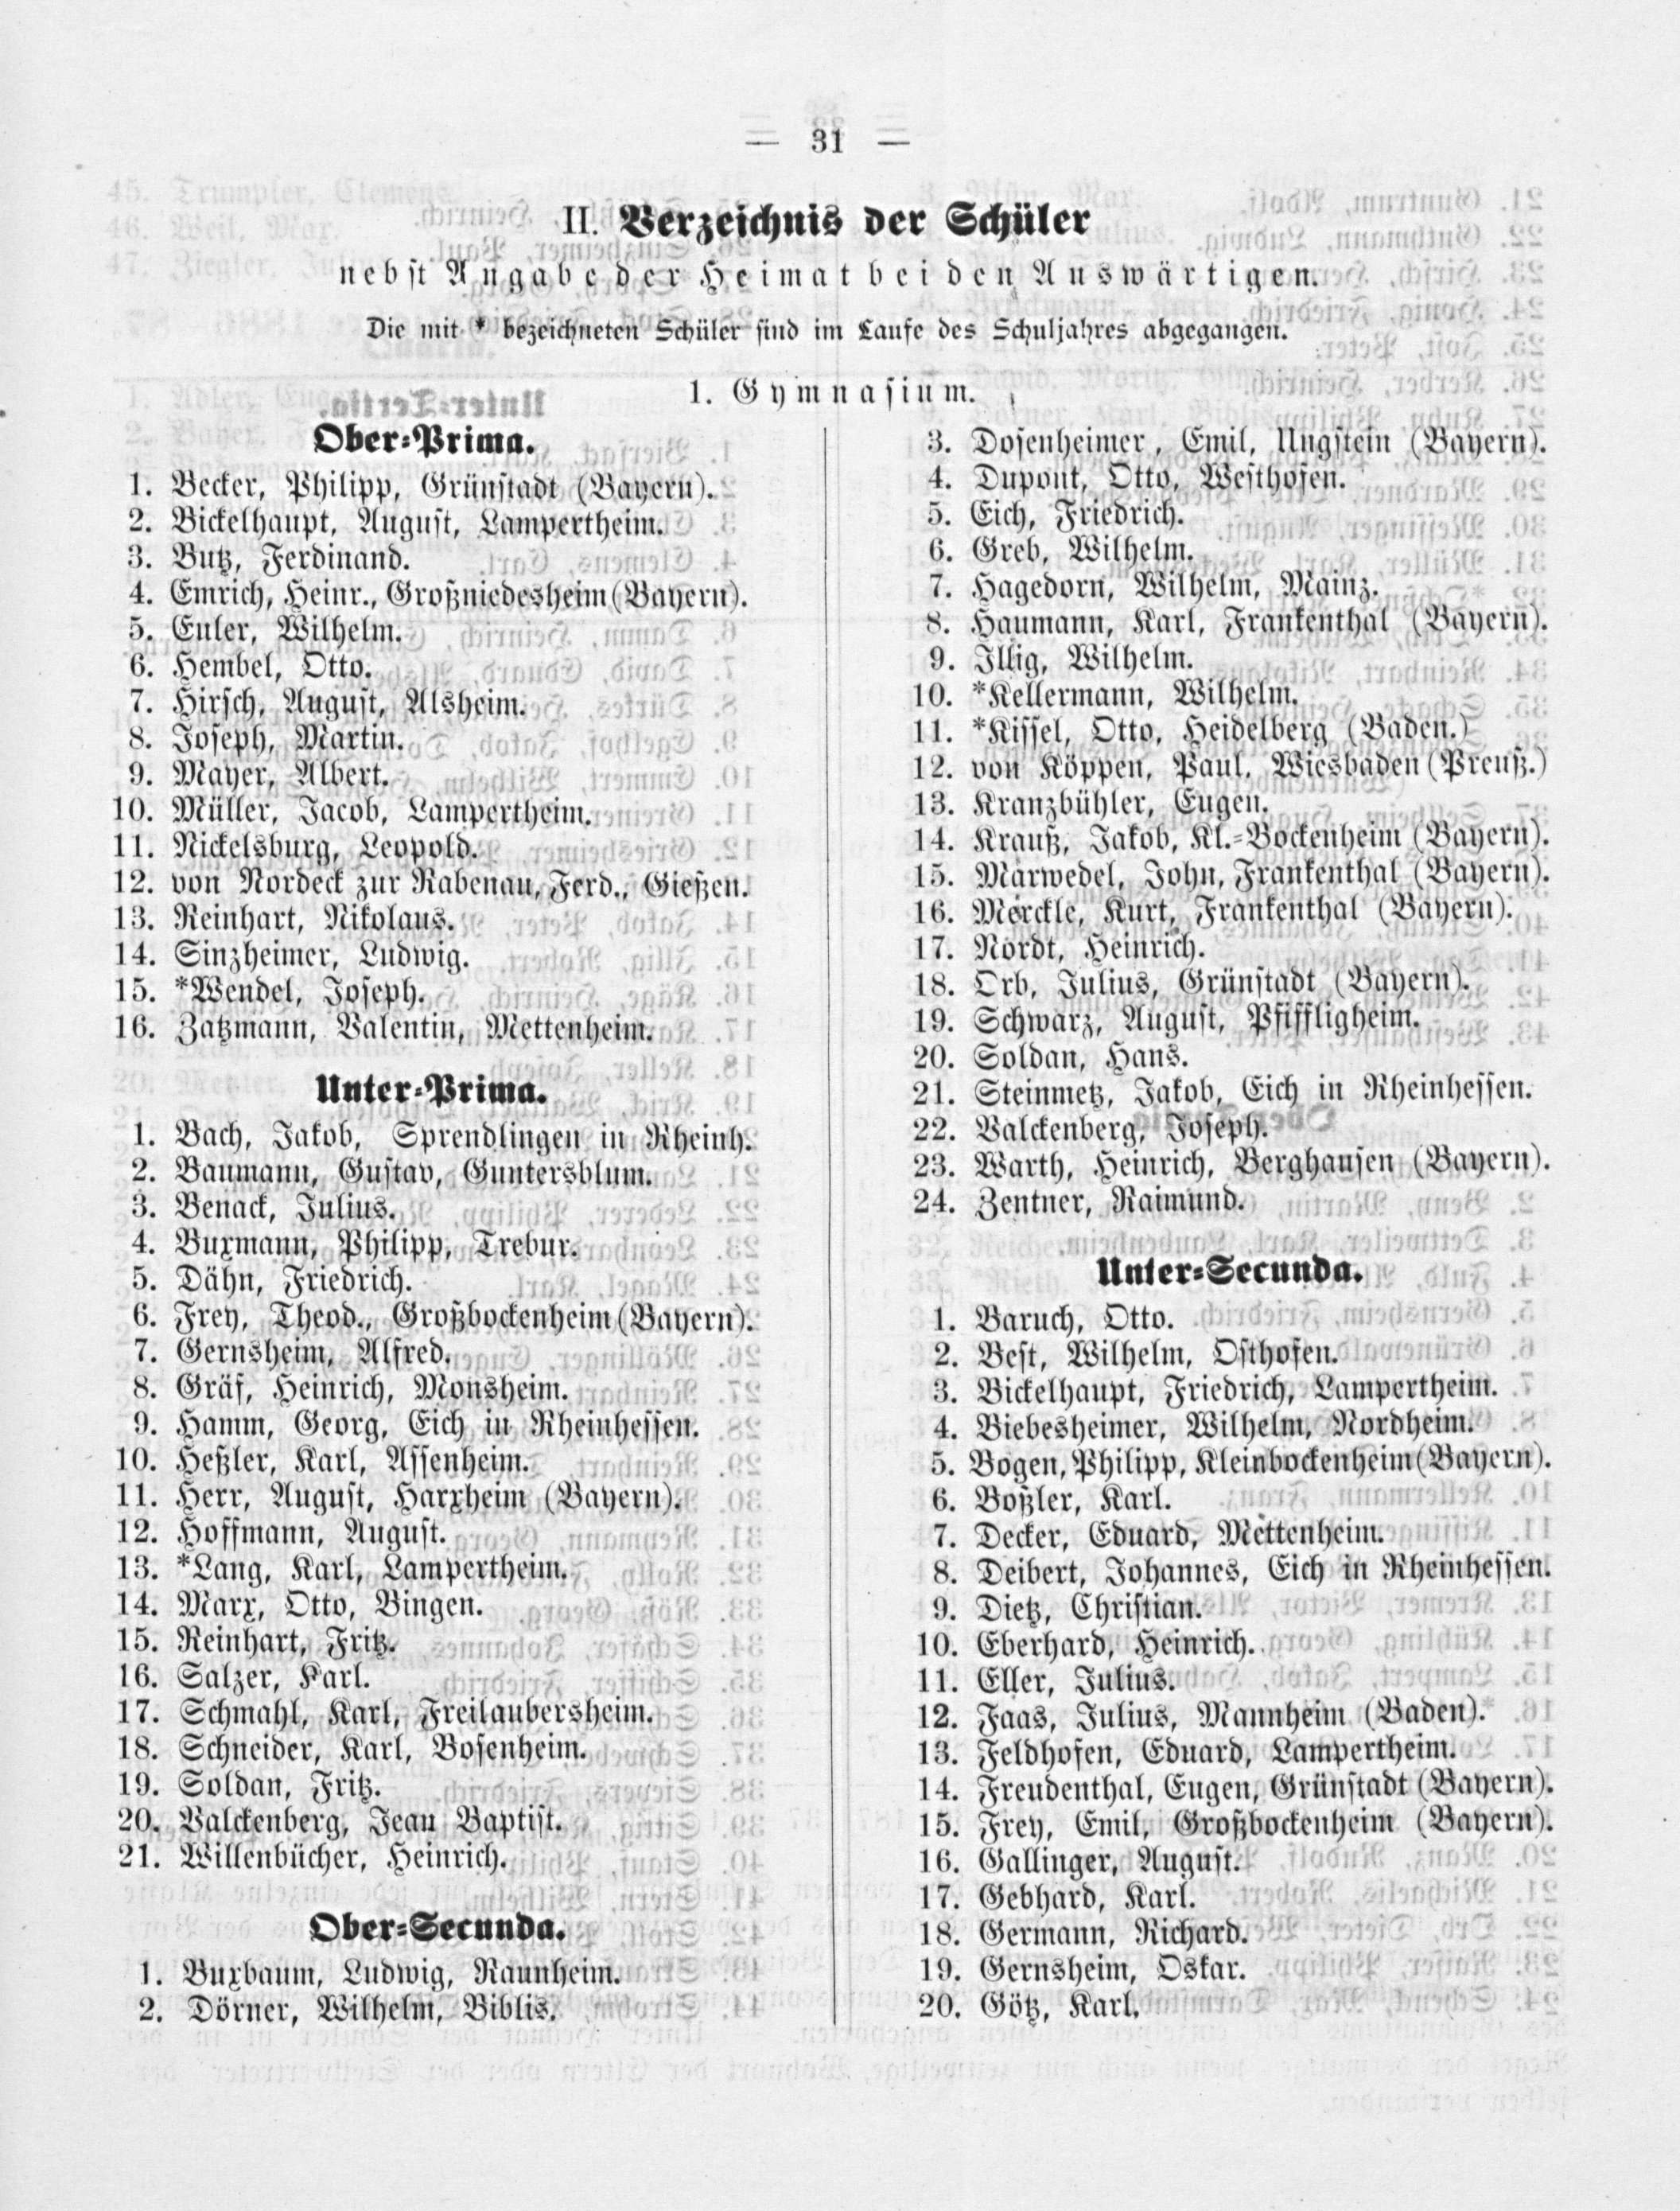 — 31 —
II. Verzeichnis der Schüler
nebst Angabe der Heimat bei den Auswärtigen.
Die mit * bezeichneten Schüler sind im Laufe des Schuljahres abgegangen.
1. Gymnasium.
Ober-Prima.
1. Becker, Philipp, Grünstadt (Bayern).
2. Bickelhaupt, August, Lampertheim.
3. Butz, Ferdinand.
4. Emrich, Heinr., Großniedesheim (Bayern).
5. Euler, Wilhelm.
6. Hembel, Otto.
7. Hirsch, August, Alsheim.
8. Joseph, Martin.
9. Mayer, Albert.
10. Müller, Jacob, Lampertheim.
11. Nickelsburg, Leopold.
12. von Nordeck zur Rabenau, Ferd., Gießen.
13. Reinhart, Nikolaus.
14. Sinzheimer, Ludwig.
15. *Wendel, Joseph.
16. Zatzmann, Valentin, Mettenheim.
Unter-Prima.
1. Bach, Jakob, Sprendlingen in Rheinh.
2. Baumann, Gustav, Guntersblum.
3. Benack, Julius.
4. Buxmann, Philipp, Trebur.
5. Dähn, Friedrich.
6. Frey, Theod., Großbockenheim (Bayern).
7. Gernsheim, Alfred.
8. Gräf, Heinrich, Monsheim.
9. Hamm, Georg, Eich in Rheinhessen.
10. Heßler, Karl, Assenheim.
11. Herr, August, Harxheim (Bayern).
12. Hoffmann, August.
13. *Lang, Karl, Lampertheim.
14. Marx, Otto, Bingen.
15. Reinhart, Fritz.
16. Salzer, Karl.
17. Schmahl, Karl, Freilaubersheim.
18. Schneider, Karl, Bosenheim.
19. Soldan, Fritz.
20. Valckenberg, Jean Baptist.
21. Willenbücher, Heinrich.
Ober-Secunda.
1. Buxbaum, Ludwig, Raunheim.
2. Dörner, Wilhelm, Biblis.
3. Dosenheimer, Emil, Ungstein (Bayern).
4. Dupont, Otto, Westhofen.
5. Eich, Friedrich.
6. Greb, Wilhelm.
7. Hagedorn, Wilhelm, Mainz.
8. Haumann, Karl, Frankenthal (Bayern).
9. Illig, Wilhelm.
10. *Kellermann, Wilhelm.
11. *Kissel, Otto, Heidelberg (Baden.)
12. von Köppen, Paul, Wiesbaden (Preuß.)
13. Kranzbühler, Eugen.
14. Krauß, Jakob, Kl.-Bockenheim (Bayern).
15. Marwedel, John, Frankenthal (Bayern).
16. Merckle, Kurt, Frankenthal (Bayern).
17. Nordt, Heinrich.
18. Orb, Julius, Grünstadt (Bayern).
19. Schwarz, August, Pfiffligheim.
20. Soldan, Hans.
21. Steinmetz, Jakob, Eich in Rheinhessen.
22. Valckenberg, Joseph.
23. Warth, Heinrich, Berghausen (Bayern).
24. Zentner, Raimund.
Unter-Secunda.
1. Baruch, Otto.
2. Best, Wilhelm, Osthofen.
3. Bickelhaupt, Friedrich, Lampertheim.
4. Biebesheimer, Wilhelm, Nordheim.
5. Bogen, Philipp, Kleinbockenheim (Bayern).
6. Boßler, Karl.
7. Decker, Eduard, Mettenheim.
8. Deibert, Johannes, Eich in Rheinhessen.
9. Dietz, Christian.
10. Eberhard, Heinrich.
11. Eller, Julius.
12. Faas, Julius, Mannheim (Baden).
13. Feldhofen, Eduard, Lampertheim.
14. Freudenthal, Eugen, Grünstadt (Bayern).
15. Frey, Emil, Großbockenheim (Bayern).
16. Gallinger, August.
17. Gebhard, Karl.
18. Germann, Richard.
19. Gernsheim, Oskar.
20. Götz, Karl.